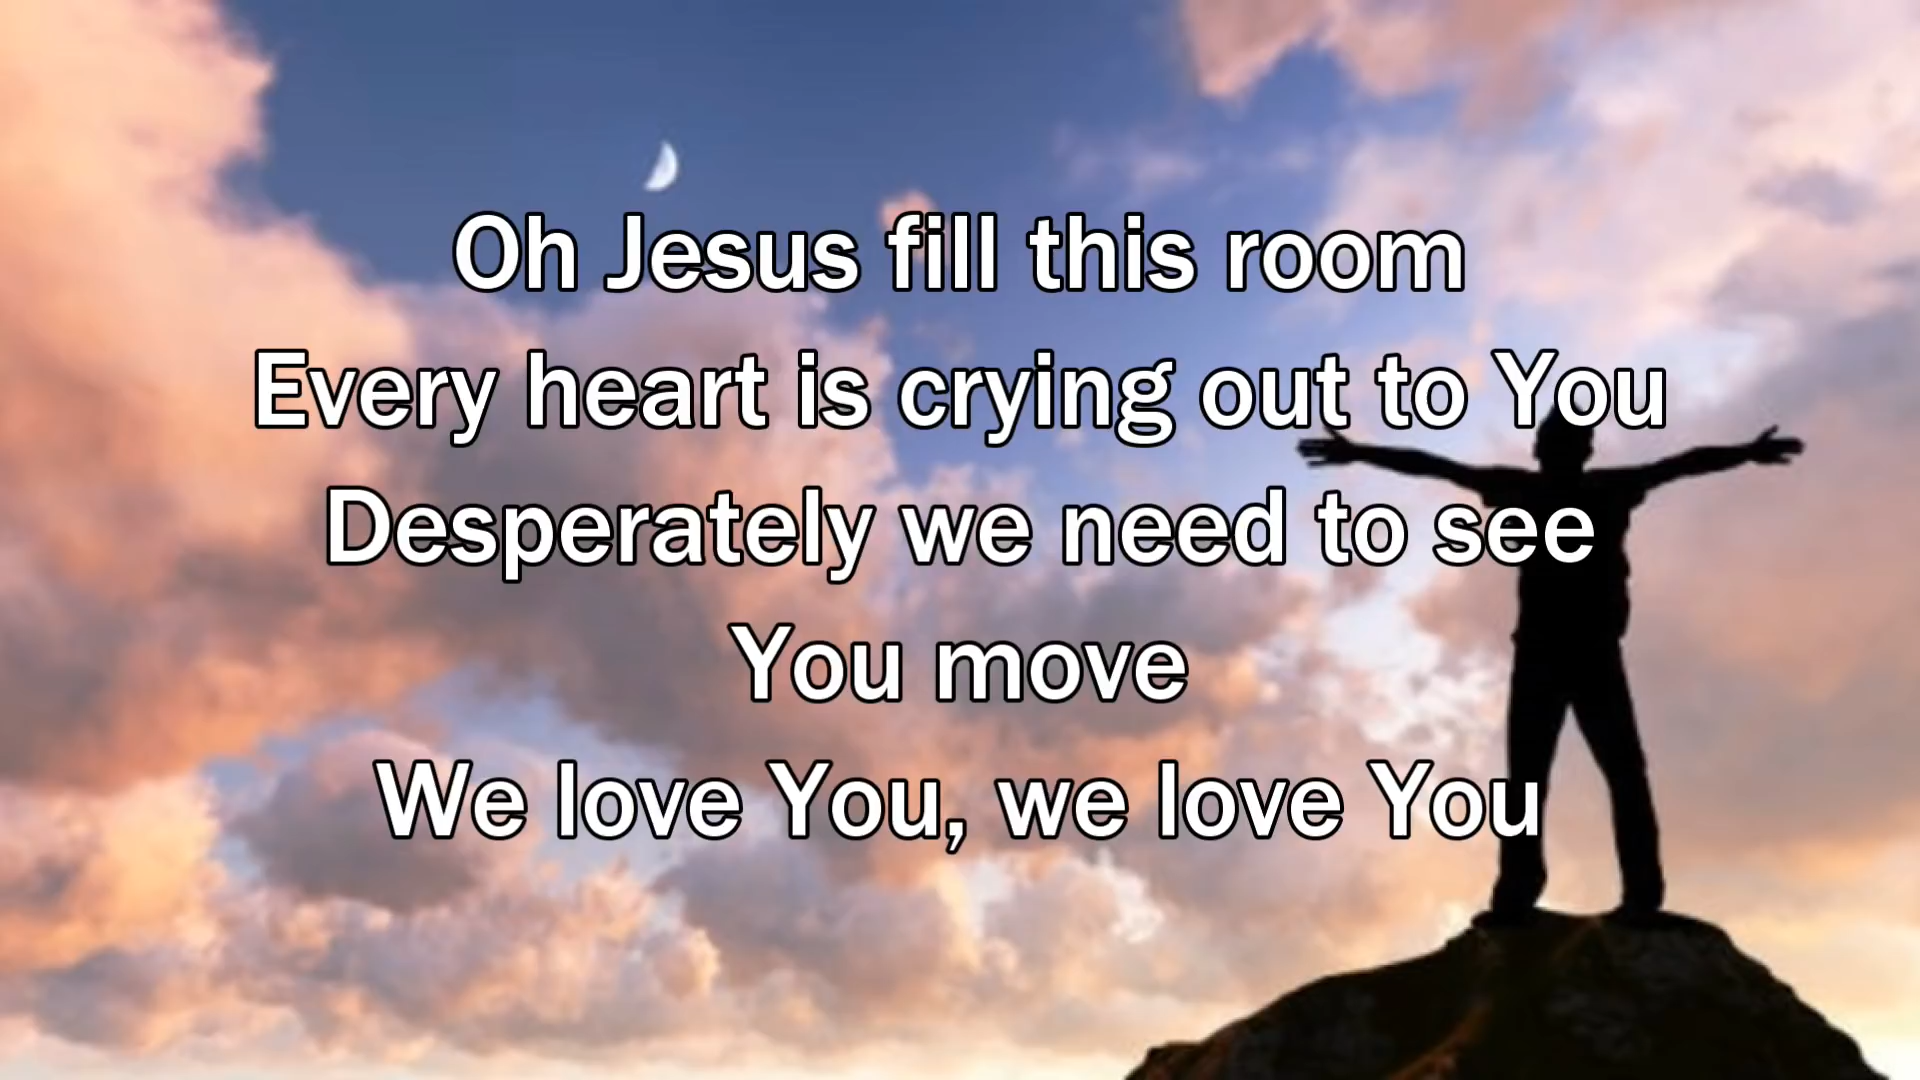 Oh Jesus fill this room
Every heart is crying out to You
Desperately we need to see
You move
We love You, we love You